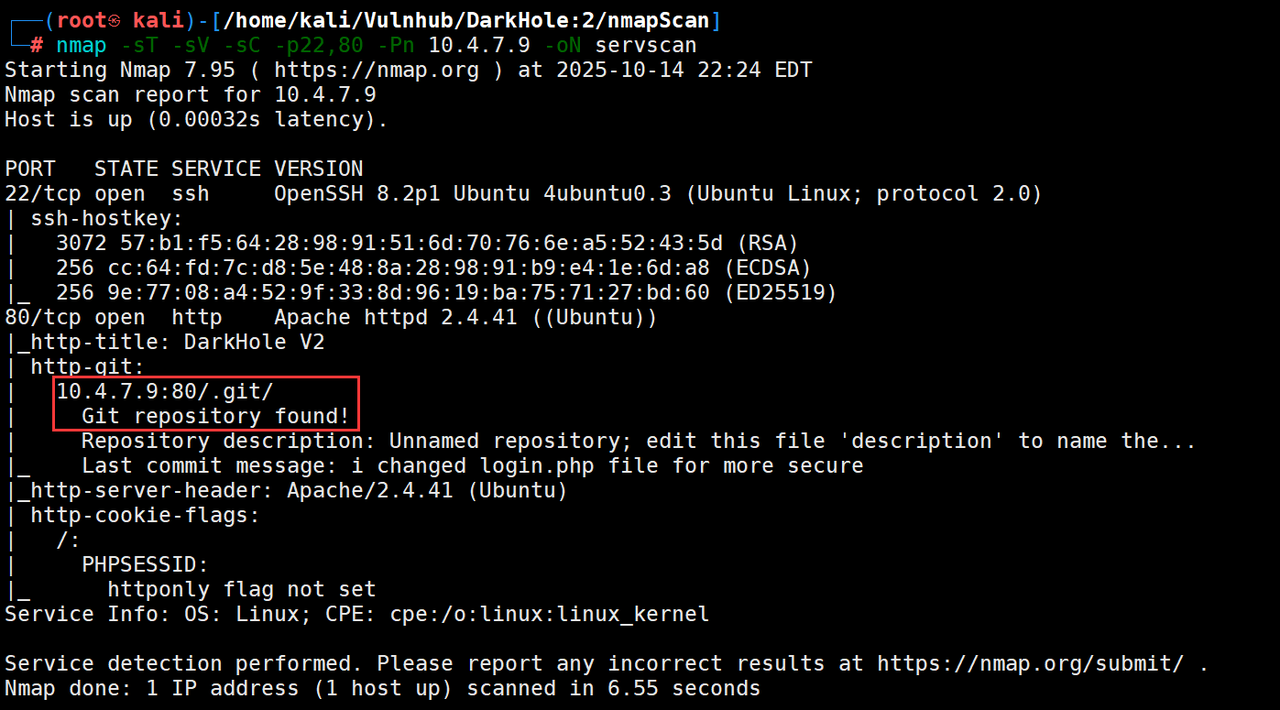 ┌──(root㉿ kali)-[/home/kali/Vulnhub/DarkHole:2/nmapScan]
└─# nmap -sT -sV -sC -p22,80 -Pn 10.4.7.9 -oN servscan
Starting Nmap 7.95 ( https://nmap.org ) at 2025-10-14 22:24 EDT
Nmap scan report for 10.4.7.9
Host is up (0.00032s latency).

PORT   STATE SERVICE VERSION
22/tcp open  ssh     OpenSSH 8.2p1 Ubuntu 4ubuntu0.3 (Ubuntu Linux; protocol 2.0)
| ssh-hostkey:
|   3072 57:b1:f5:64:28:98:91:51:6d:70:76:6e:a5:52:43:5d (RSA)
|   256 cc:64:fd:7c:d8:5e:48:8a:28:98:91:b9:e4:1e:6d:a8 (ECDSA)
|_  256 9e:77:08:a4:52:9f:33:8d:96:19:ba:75:71:27:bd:60 (ED25519)
80/tcp open  http    Apache httpd 2.4.41 ((Ubuntu))
|_http-title: DarkHole V2
| http-git:
|   10.4.7.9:80/.git/
|     Git repository found!
|     Repository description: Unnamed repository; edit this file 'description' to name the...
|_    Last commit message: i changed login.php file for more secure
|_http-server-header: Apache/2.4.41 (Ubuntu)
| http-cookie-flags:
|   /:
|     PHPSESSID:
|_      httponly flag not set
Service Info: OS: Linux; CPE: cpe:/o:linux:linux_kernel

Service detection performed. Please report any incorrect results at https://nmap.org/submit/ .
Nmap done: 1 IP address (1 host up) scanned in 6.55 seconds